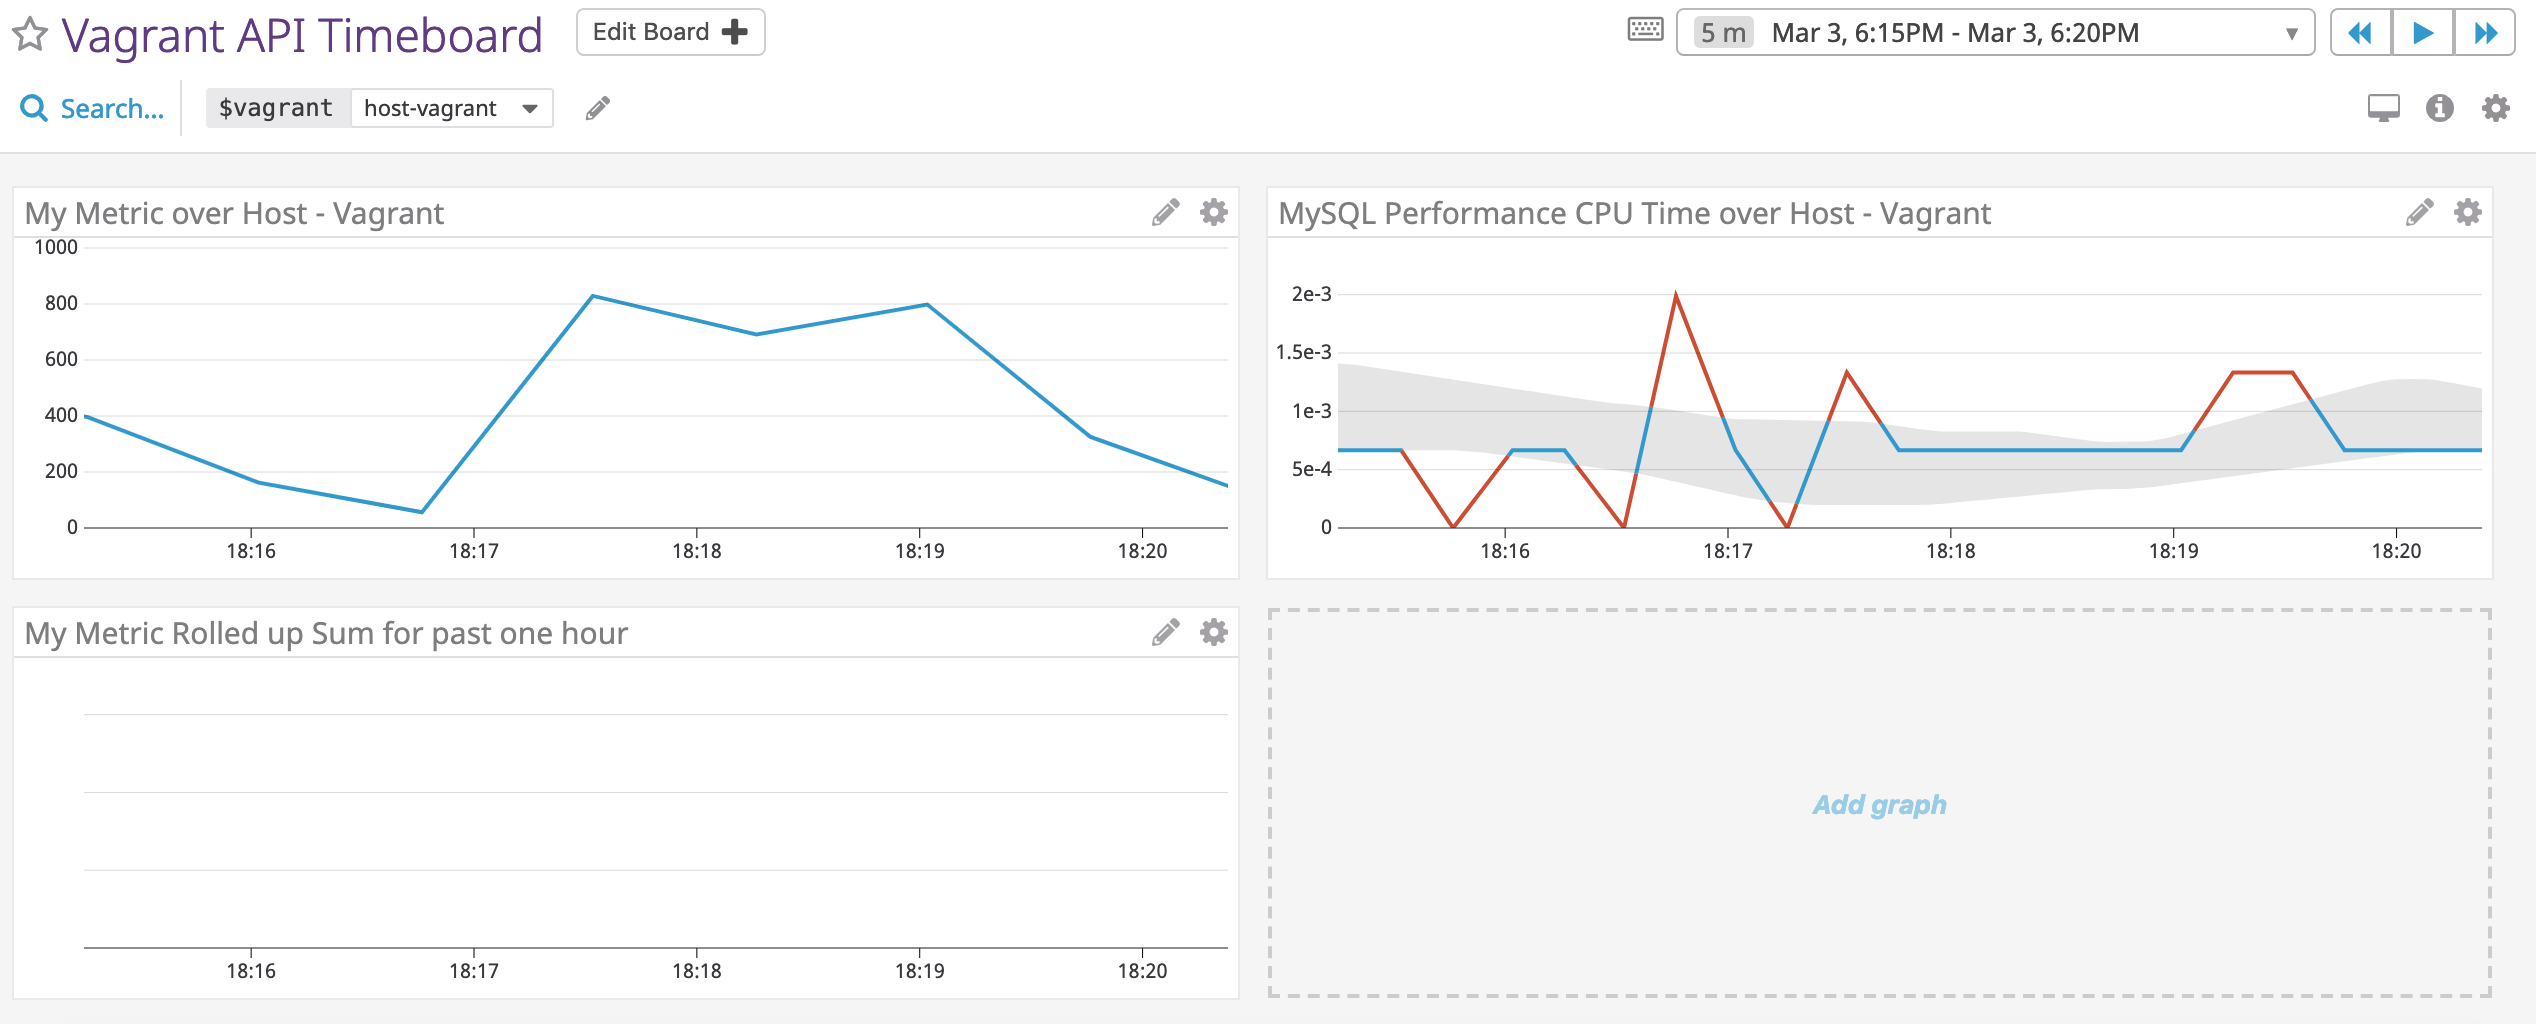 Vagrant API Timeboard
Edit Board
5 m Mar 3, 6:15PM - Mar 3, 6:20PM
Search...
$vagrant host-vagrant
My Metric over Host - Vagrant
1000
800
600
400
200
0
18:16 18:17 18:18 18:19 18:20
MySQL Performance CPU Time over Host - Vagrant
2e-3
1.5e-3
1e-3
5e-4
0
18:16 18:17 18:18 18:19 18:20
My Metric Rolled up Sum for past one hour
18:16 18:17 18:18 18:19 18:20
Add graph